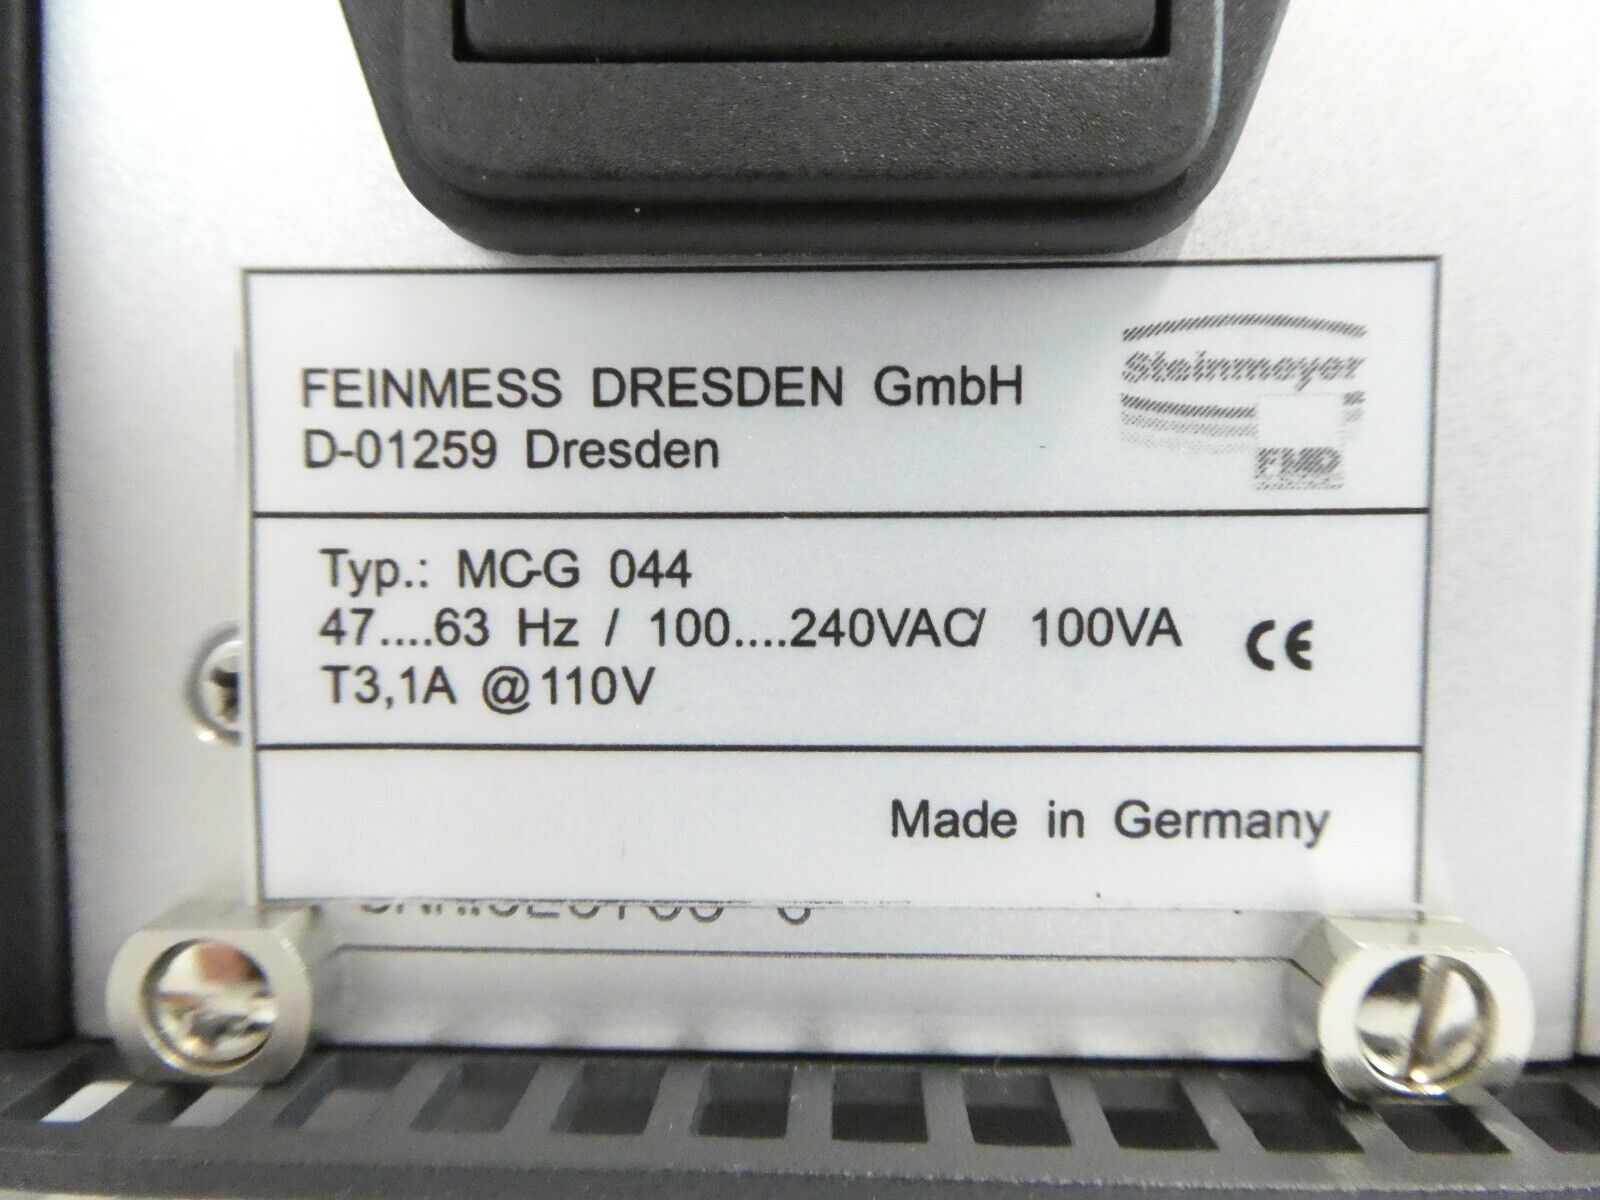 FEINMESS DRESDEN GmbH
D-01259 Dresden
Steinmeyer
FMD
Typ.: MC-G 044
47....63 Hz / 100....240VAC/ 100VA
T3,1A @110V
CE
Made in Germany